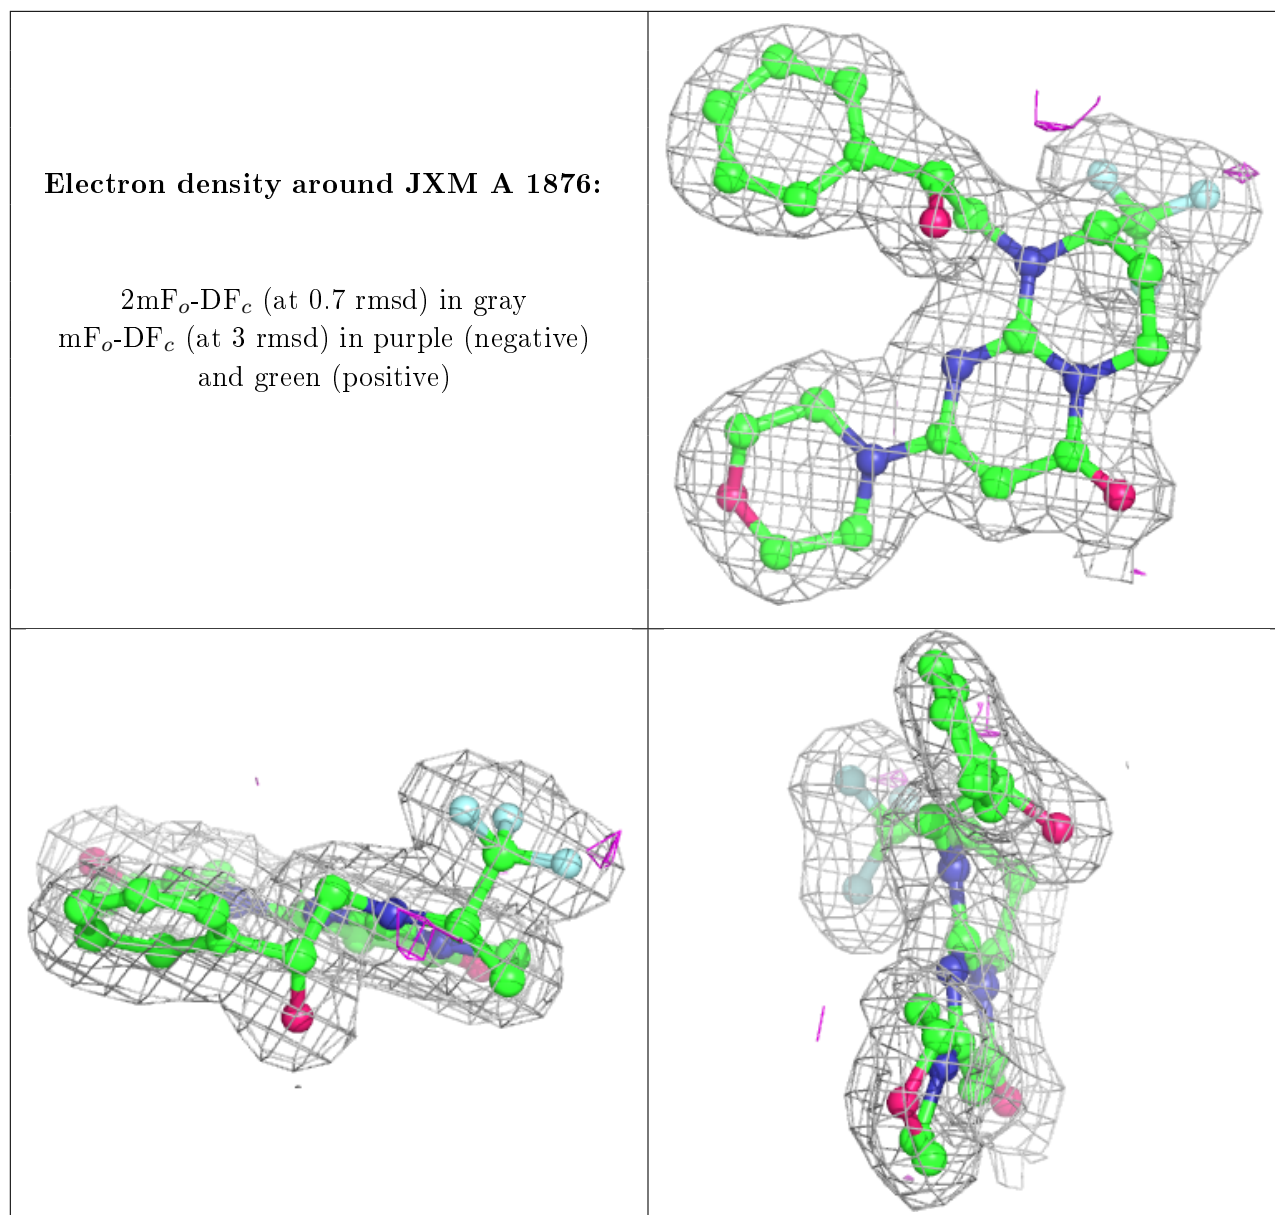 Electron density around JXM A 1876:
2mFo-DFc (at 0.7 rmsd) in gray
mFo-DFc (at 3 rmsd) in purple (negative)
and green (positive)